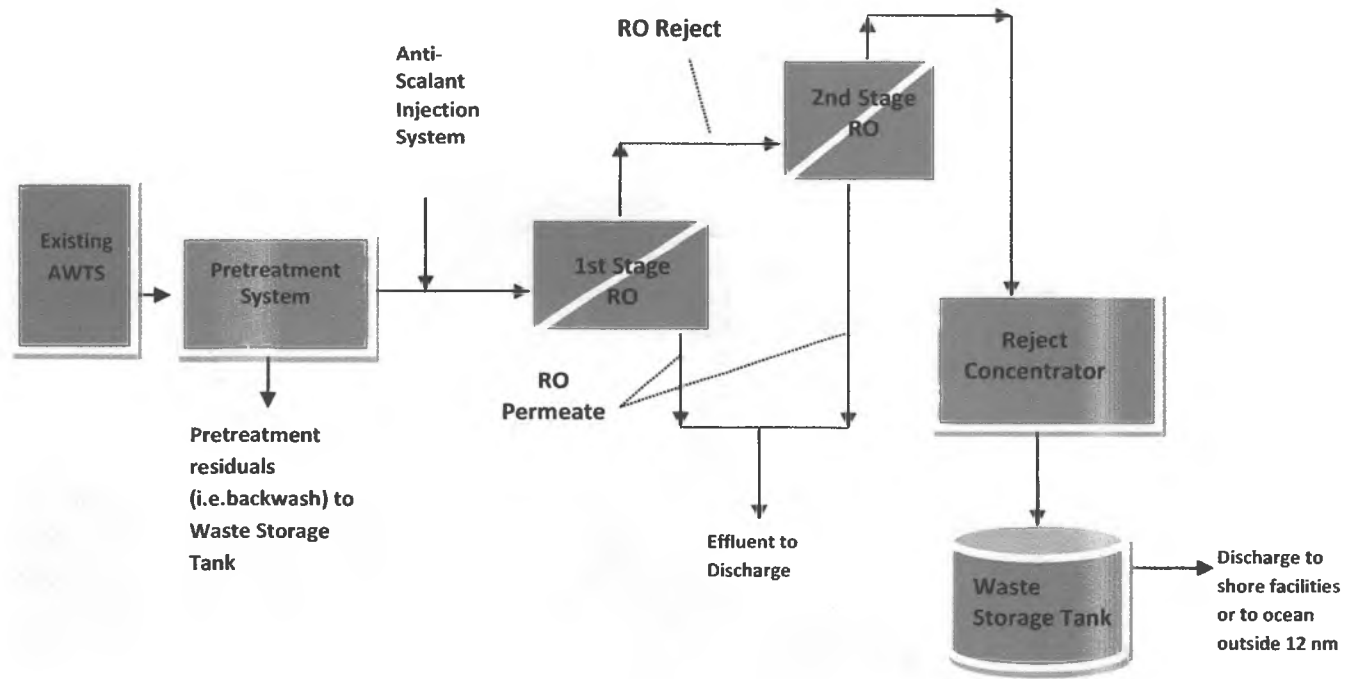 Existing
AWTS
Pretreatment
System
Pretreatment
residuals
(i.e.backwash) to
Waste Storage
Tank
Anti-
Scalant
Injection
System
1st Stage
RO
RO Reject
2nd Stage
RO
RO
Permeate
Effluent to
Discharge
Reject
Concentrator
Waste
Storage Tank
Discharge to
shore facilities
or to ocean
outside 12 nm